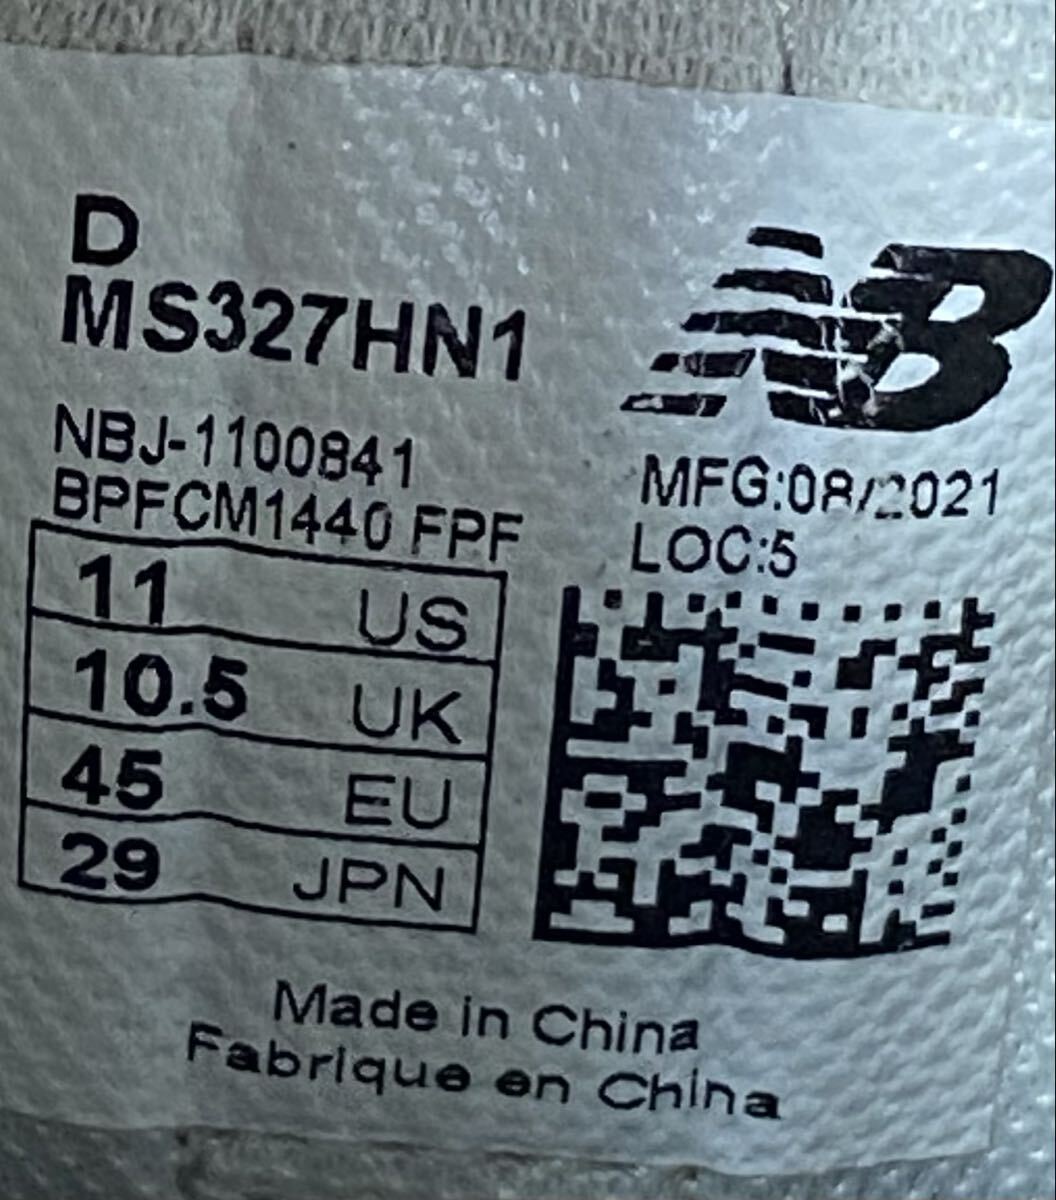 D
MS327HN1
NB
NBJ-1100841
BPFCM1440 FPF
MFG:08/2021
LOC:5
11 US
10.5 UK
45 EU
29 JPN
Made in China
Fabrique en China